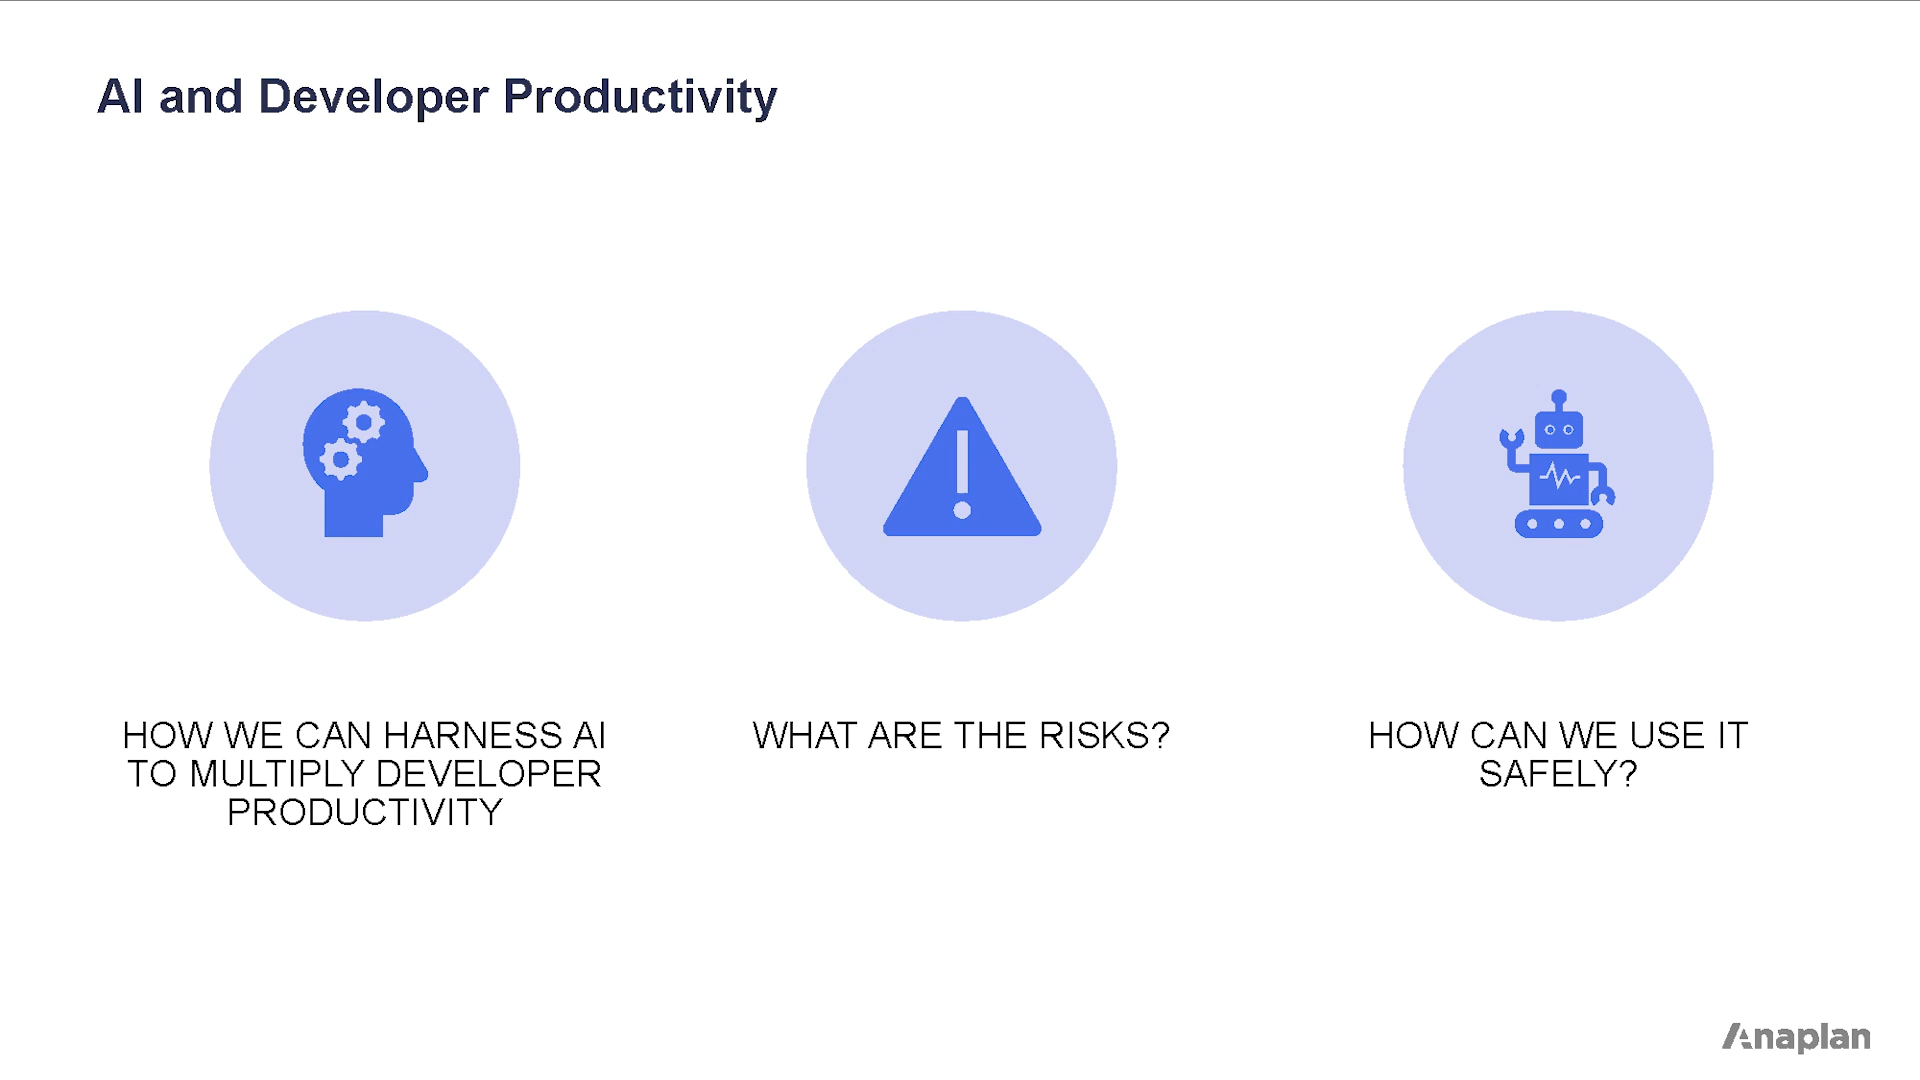 AI and Developer Productivity
HOW WE CAN HARNESS AI
TO MULTIPLY DEVELOPER
PRODUCTIVITY
WHAT ARE THE RISKS?
HOW CAN WE USE IT
SAFELY?
Anaplan